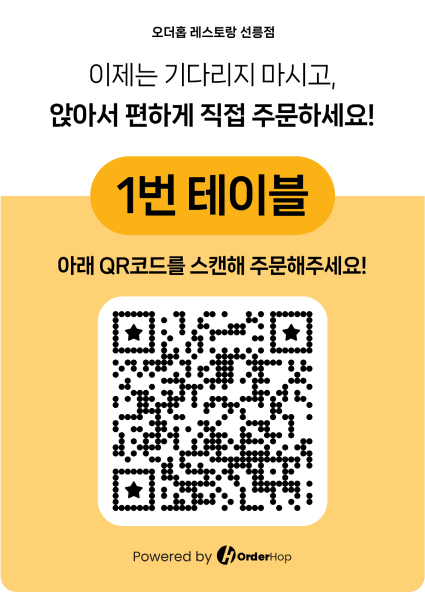 오더홉 레스토랑 선릉점
이제는 기다리지 마시고,
앉아서 편하게 직접 주문하세요!
1번 테이블
아래 QR코드를 스캔해 주문해주세요!
Powered by OrderHop